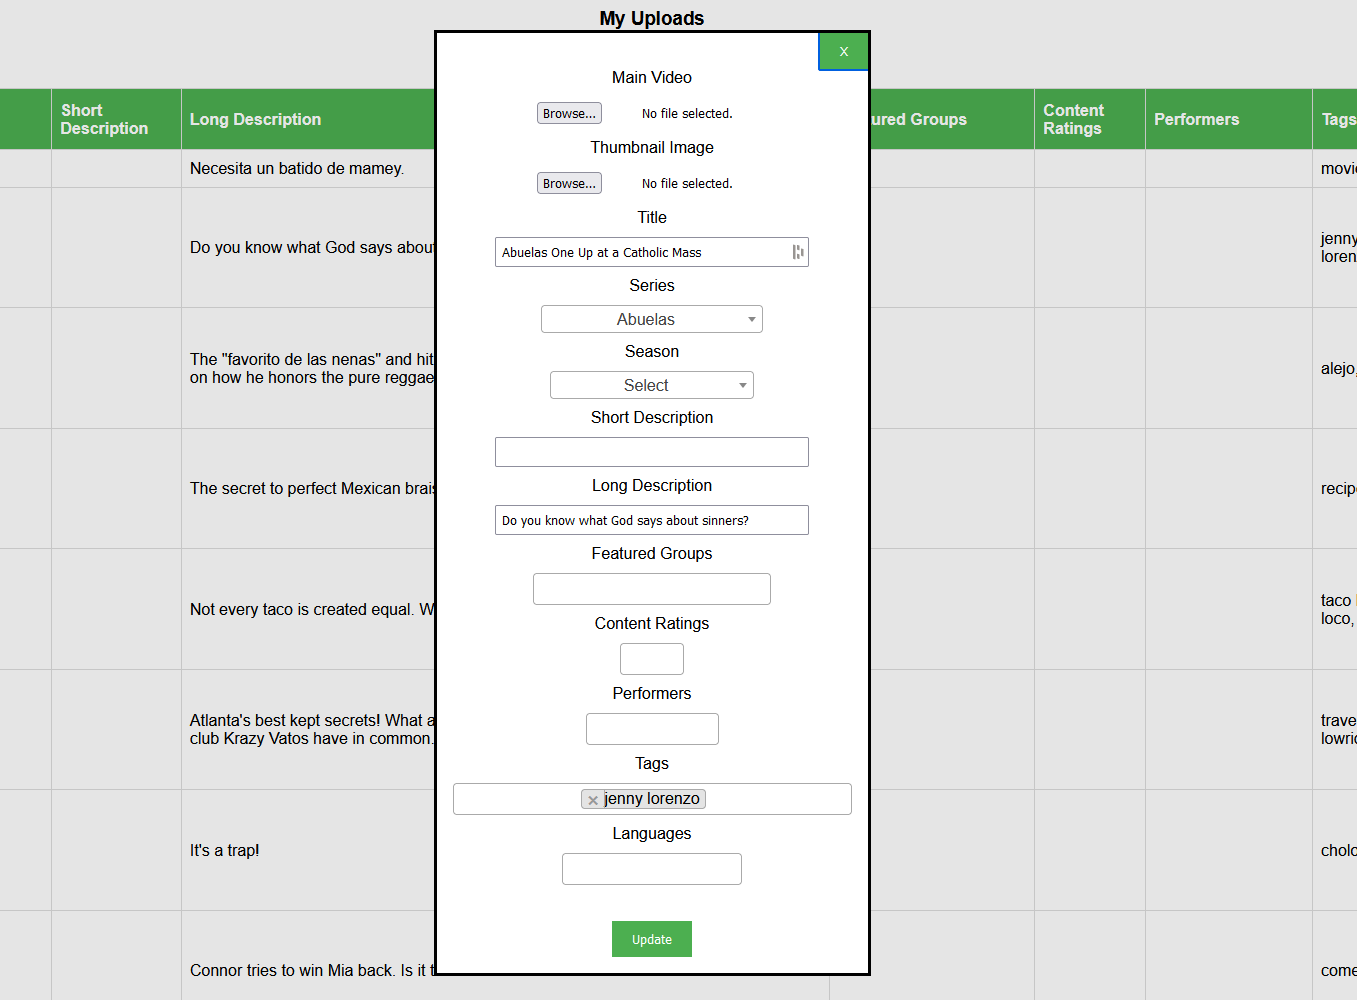 My Uploads
X
Main Video
Browse...
No file selected.
Thumbnail Image
Browse...
No file selected.
Title
Abuelas One Up at a Catholic Mass
Series
Abuelas
Season
Select
Short Description
Long Description
Do you know what God says about sinners?
Featured Groups
Content Ratings
Performers
Tags
× jenny lorenzo
Languages
Update
Short
Description
Long Description
ured Groups
Content
Ratings
Performers
Tags
Necesita un batido de mamey.
movi
Do you know what God says abou
jenny
loren
The "favorito de las nenas" and hit
on how he honors the pure reggae
alejo,
The secret to perfect Mexican brais
recip
Not every taco is created equal. W
taco
loco,
Atlanta's best kept secrets! What a
club Krazy Vatos have in common.
trave
lowric
It's a trap!
cholo
Connor tries to win Mia back. Is it t
come